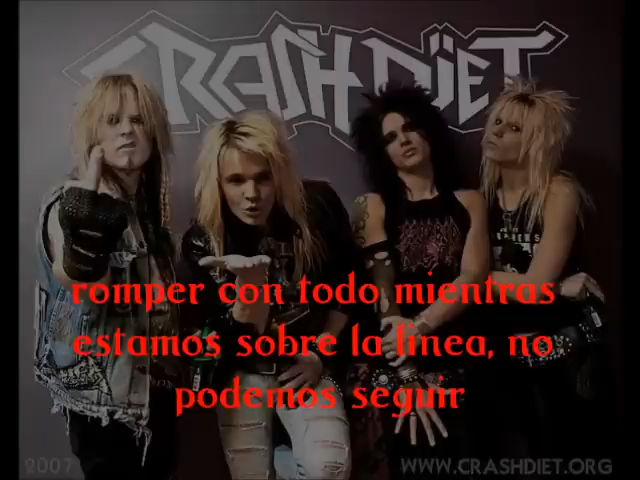 CRASHDÏET
romper con todo mientras
estamos sobre la linea, no
podemos seguir
2007
WWW.CRASHDIET.ORG